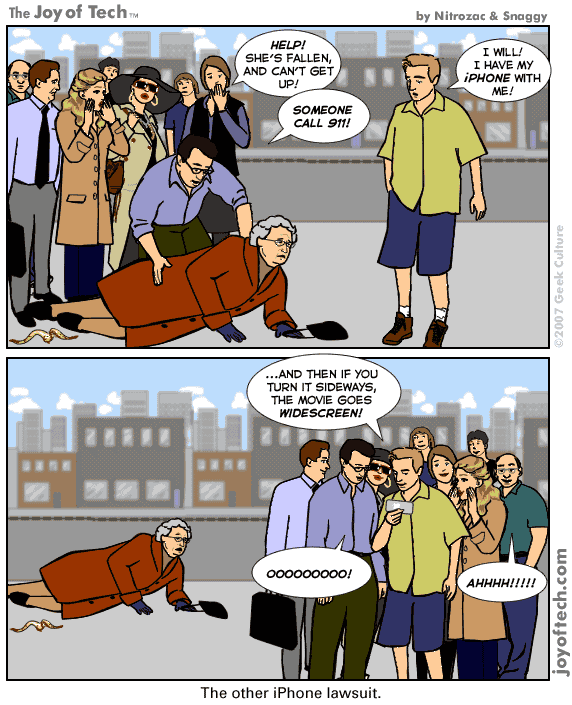 The Joy of Tech™
by Nitrozac & Snaggy
HELP!
SHE'S FALLEN,
AND CAN'T GET
UP!
SOMEONE
CALL 911!
I WILL!
I HAVE MY
iPHONE WITH
ME!
©2007 Geek Culture
...AND THEN IF YOU
TURN IT SIDEWAYS,
THE MOVIE GOES
WIDESCREEN!
OOOOOOOOO!
AHHHH!!!!!
joyoftech.com
The other iPhone lawsuit.